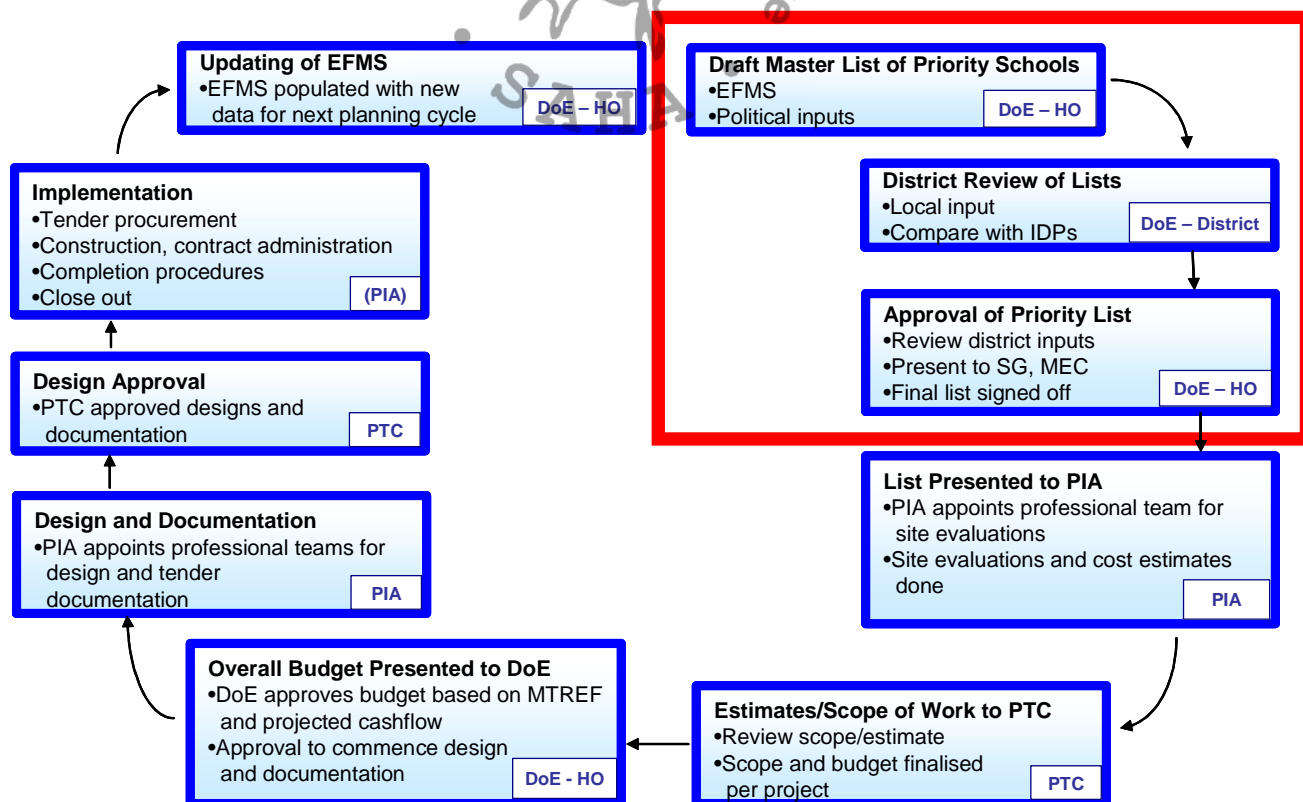 Updating of EFMS
•EFMS populated with new
data for next planning cycle
DoE – HO
Draft Master List of Priority Schools
•EFMS
•Political inputs
DoE – HO
District Review of Lists
•Local input
•Compare with IDPs
DoE – District
Approval of Priority List
•Review district inputs
•Present to SG, MEC
•Final list signed off
DoE – HO
List Presented to PIA
•PIA appoints professional team for
site evaluations
•Site evaluations and cost estimates
done
PIA
Estimates/Scope of Work to PTC
•Review scope/estimate
•Scope and budget finalised
per project
PTC
Overall Budget Presented to DoE
•DoE approves budget based on MTREF
and projected cashflow
•Approval to commence design
and documentation
DoE - HO
Design and Documentation
•PIA appoints professional teams for
design and tender
documentation
PIA
Design Approval
•PTC approved designs and
documentation
PTC
Implementation
•Tender procurement
•Construction, contract administration
•Completion procedures
•Close out
(PIA)
SAHA